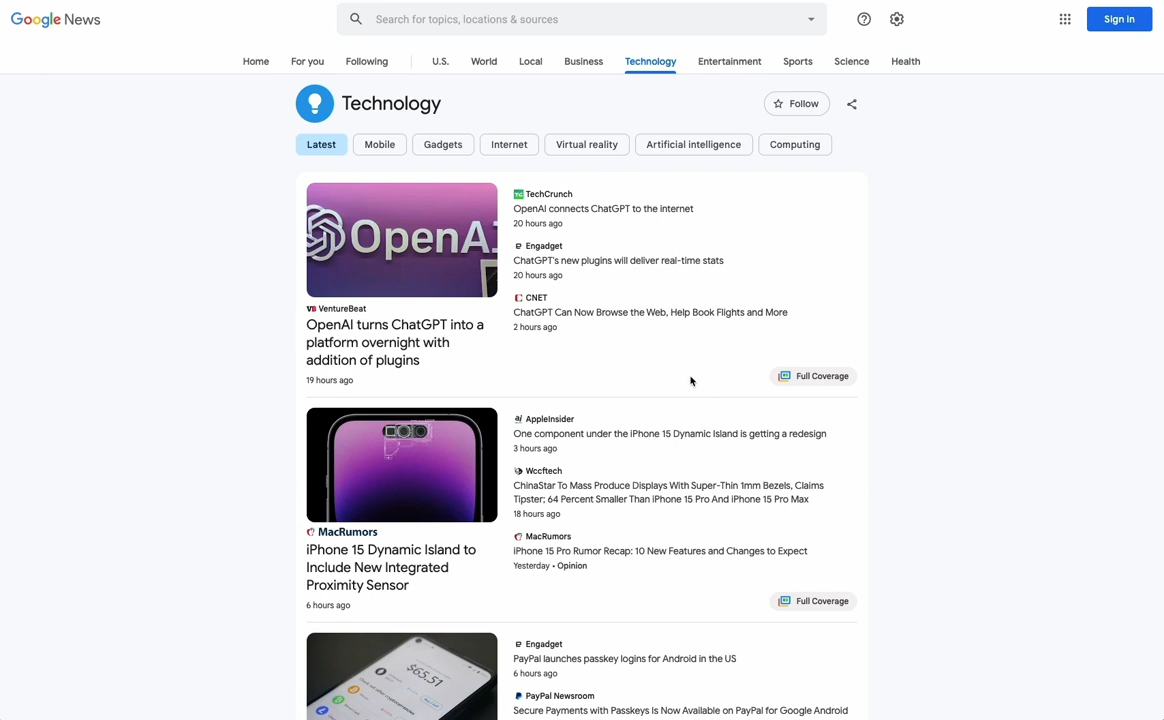 Google News
Search for topics, locations & sources
Sign in
Home
For you
Following
U.S.
World
Local
Business
Technology
Entertainment
Sports
Science
Health
Technology
Follow
Latest
Mobile
Gadgets
Internet
Virtual reality
Artificial intelligence
Computing
OpenAI
VB VentureBeat
OpenAI turns ChatGPT into a
platform overnight with
addition of plugins
19 hours ago
TechCrunch
OpenAI connects ChatGPT to the internet
20 hours ago
Engadget
ChatGPT's new plugins will deliver real-time stats
20 hours ago
CNET
ChatGPT Can Now Browse the Web, Help Book Flights and More
2 hours ago
Full Coverage
MacRumors
iPhone 15 Dynamic Island to
Include New Integrated
Proximity Sensor
6 hours ago
AppleInsider
One component under the iPhone 15 Dynamic Island is getting a redesign
3 hours ago
Wccftech
ChinaStar To Mass Produce Displays With Super-Thin 1mm Bezels, Claims
Tipster; 64 Percent Smaller Than iPhone 15 Pro And iPhone 15 Pro Max
18 hours ago
MacRumors
iPhone 15 Pro Rumor Recap: 10 New Features and Changes to Expect
Yesterday • Opinion
Full Coverage
$65.51
Engadget
PayPal launches passkey logins for Android in the US
6 hours ago
PayPal Newsroom
Secure Payments with Passkeys Is Now Available on PayPal for Google Android